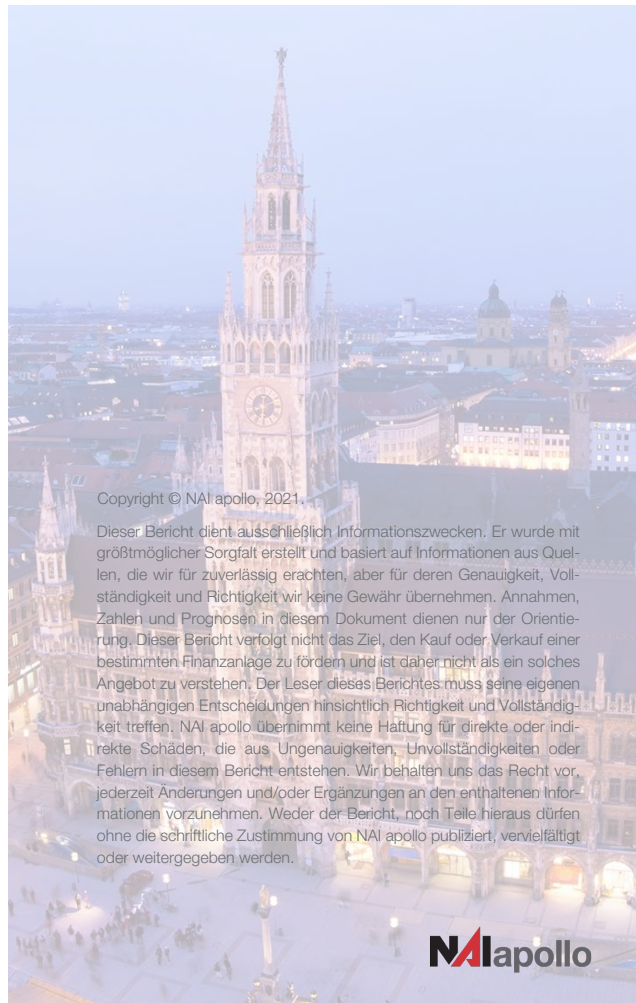 Copyright © NAI apollo, 2021.
Dieser Bericht dient ausschließlich Informationszwecken. Er wurde mit
größtmöglicher Sorgfalt erstellt und basiert auf Informationen aus Quel-
len, die wir für zuverlässig erachten, aber für deren Genauigkeit, Voll-
ständigkeit und Richtigkeit wir keine Gewähr übernehmen. Annahmen,
Zahlen und Prognosen in diesem Dokument dienen nur der Orientie-
rung. Dieser Bericht verfolgt nicht das Ziel, den Kauf oder Verkauf einer
bestimmten Finanzanlage zu fördern und ist daher nicht als ein solches
Angebot zu verstehen. Der Leser dieses Berichtes muss seine eigenen
unabhängigen Entscheidungen hinsichtlich Richtigkeit und Vollständig-
keit treffen. NAI apollo übernimmt keine Haftung für direkte oder indi-
rekte Schäden, die aus Ungenauigkeiten, Unvollständigkeiten oder
Fehlern in diesem Bericht entstehen. Wir behalten uns das Recht vor,
jederzeit Änderungen und/oder Ergänzungen an den enthaltenen Infor-
mationen vorzunehmen. Weder der Bericht, noch Teile hieraus dürfen
ohne die schriftliche Zustimmung von NAI apollo publiziert, vervielfältigt
oder weitergegeben werden.
NAIapollo